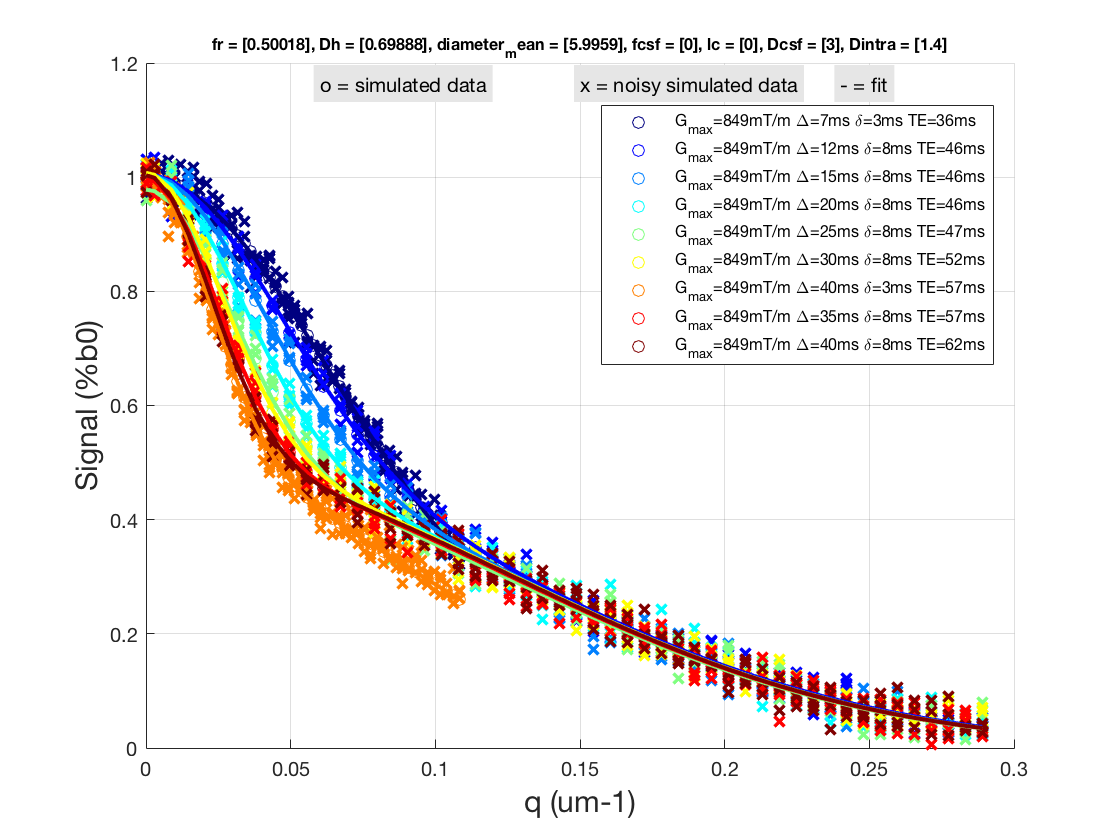 fr = [0.50018], Dh = [0.69888], diameter_mean = [5.9959], fcsf = [0], lc = [0], Dcsf = [3], Dintra = [1.4]
o = simulated data x = noisy simulated data - = fit
G_max=849mT/m Δ=7ms δ=3ms TE=36ms
G_max=849mT/m Δ=12ms δ=8ms TE=46ms
G_max=849mT/m Δ=15ms δ=8ms TE=46ms
G_max=849mT/m Δ=20ms δ=8ms TE=46ms
G_max=849mT/m Δ=25ms δ=8ms TE=47ms
G_max=849mT/m Δ=30ms δ=8ms TE=52ms
G_max=849mT/m Δ=40ms δ=3ms TE=57ms
G_max=849mT/m Δ=35ms δ=8ms TE=57ms
G_max=849mT/m Δ=40ms δ=8ms TE=62ms
Signal (%b0)
1.2
1
0.8
0.6
0.4
0.2
0
0 0.05 0.1 0.15 0.2 0.25 0.3
q (um-1)